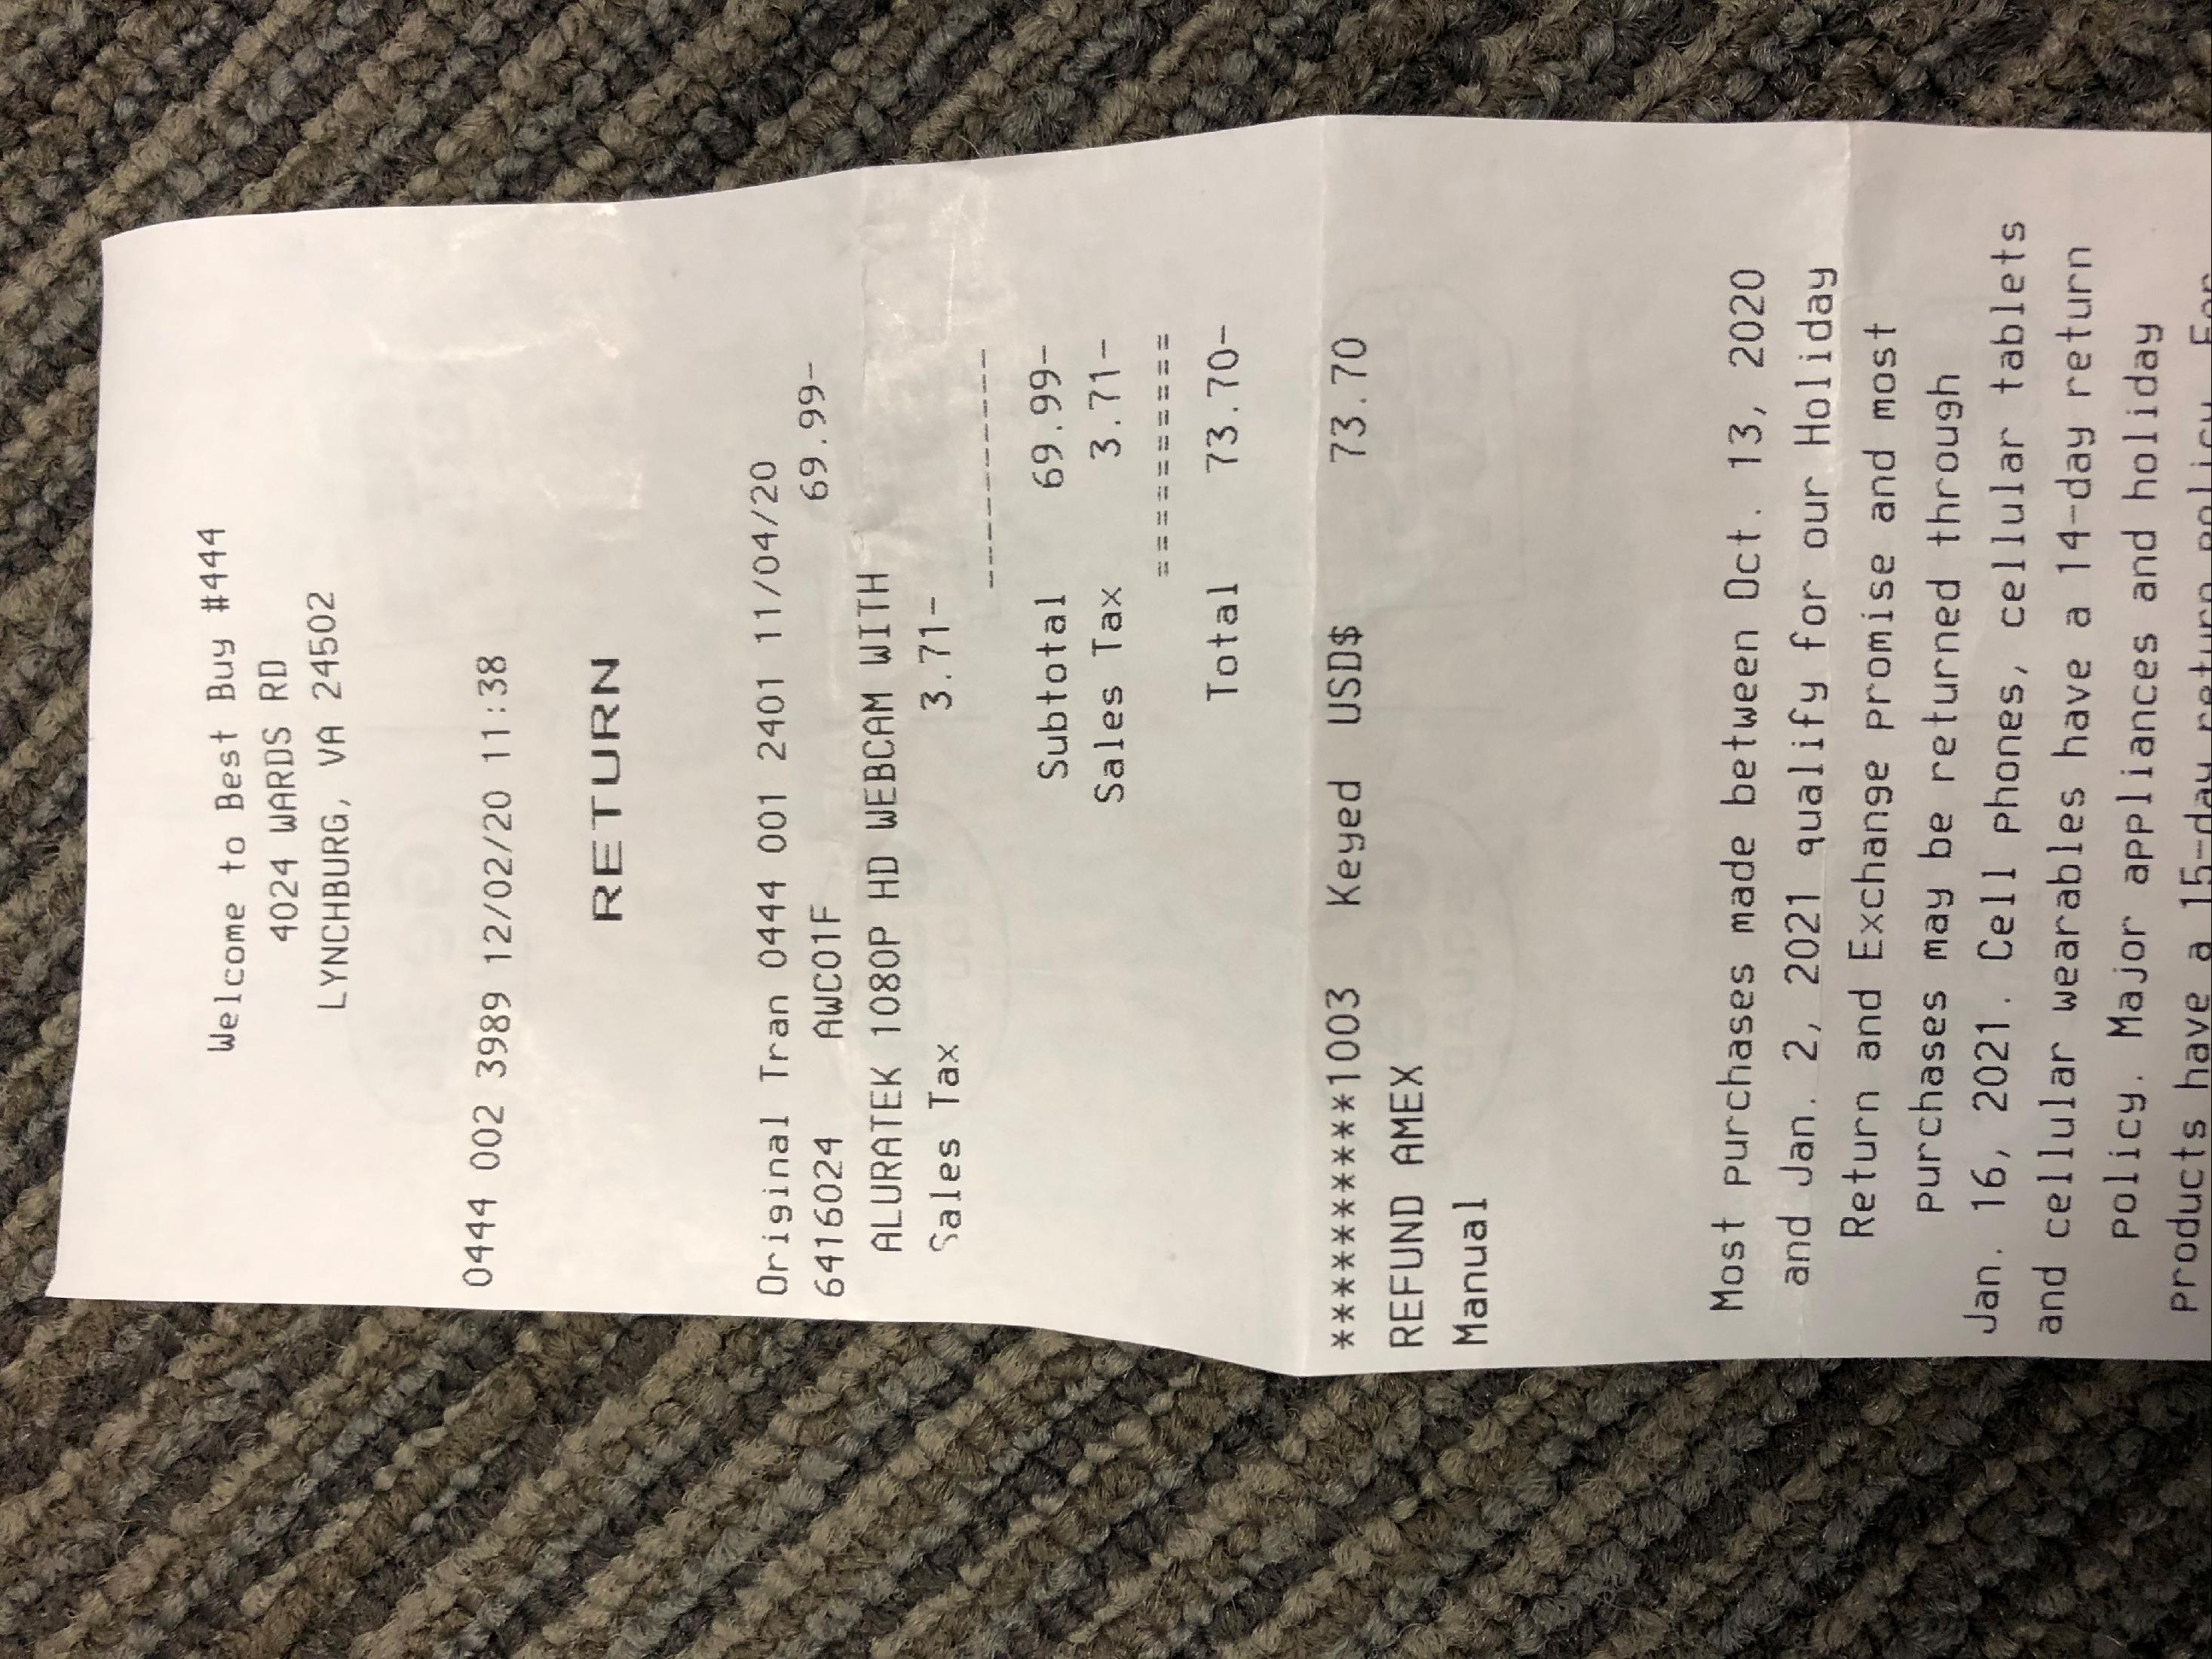 Welcome to Best Buy #444
4024 WARDS RD
LYNCHBURG, VA 24502
0444 002 3989 12/02/20 11:38
RETURN
Original Tran 0444 001 2401 11/04/20
6416024 AWC01F 69.99-
ALURATEK 1080P HD WEBCAM WITH
Sales Tax 3.71-
------------
Subtotal 69.99-
Sales Tax 3.71-
============
Total 73.70-
***********1003 Keyed USD$ 73.70
REFUND AMEX
Manual
Most purchases made between Oct. 13, 2020
and Jan. 2, 2021 qualify for our Holiday
Return and Exchange Promise and most
purchases may be returned through
Jan. 16, 2021. Cell phones, cellular tablets
and cellular wearables have a 14-day return
policy. Major appliances and holiday
products have a 15-day return policy. For